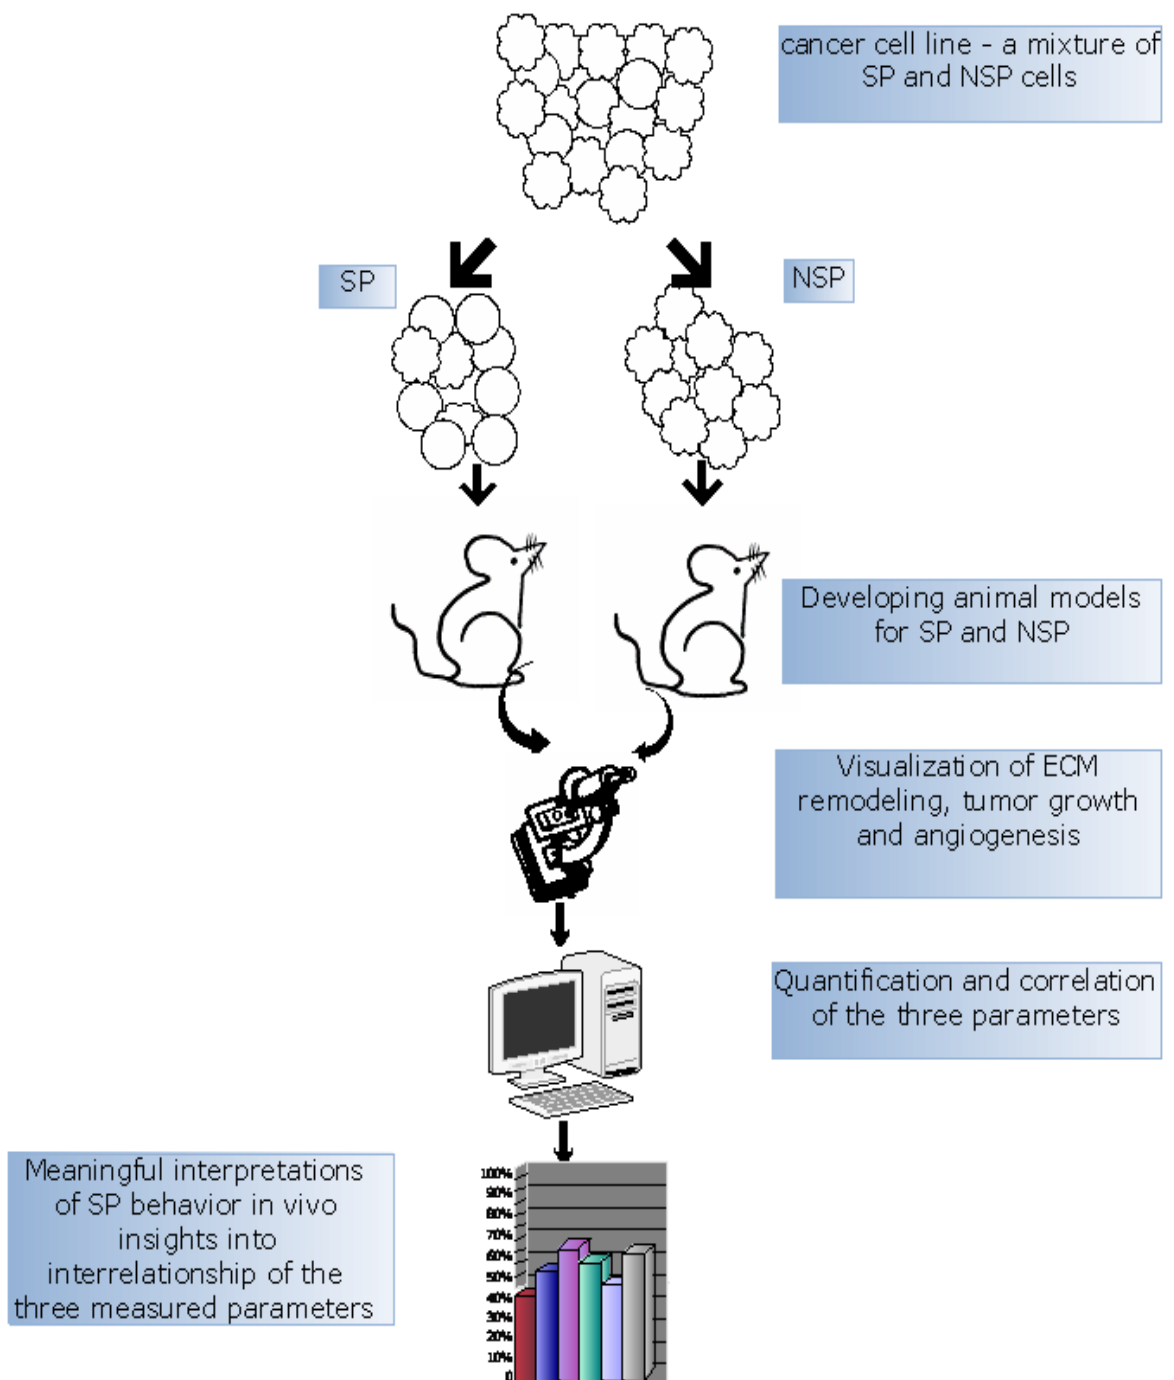 cancer cell line - a mixture of
SP and NSP cells
SP
NSP
Developing animal models
for SP and NSP
Visualization of ECM
remodeling, tumor growth
and angiogenesis
Quantification and correlation
of the three parameters
Meaningful interpretations
of SP behavior in vivo
insights into
interrelationship of the
three measured parameters
100%
90%
80%
70%
60%
50%
40%
30%
20%
10%
0